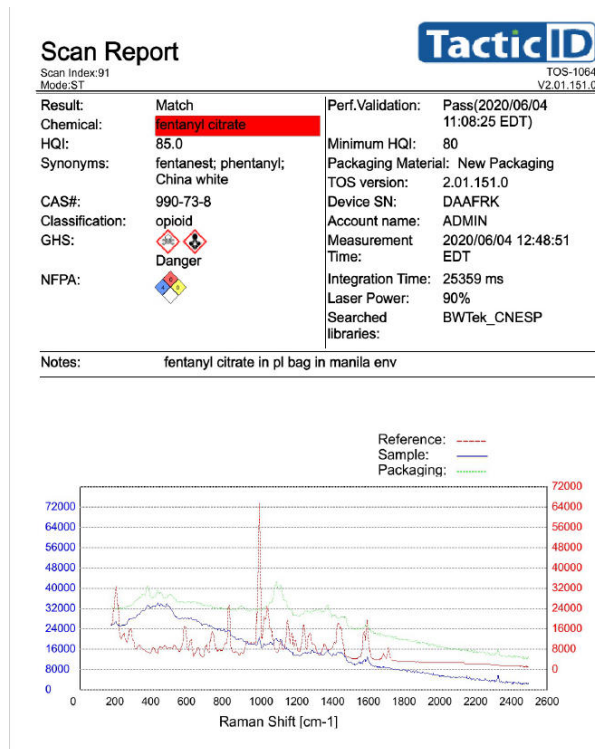 Scan Report
TacticID
Scan Index:91
TOS-1064
Mode:ST
V2.01.151.0
Result: Match
Perf.Validation: Pass(2020/06/04
11:08:25 EDT)
Chemical: fentanyl citrate
HQI: 85.0
Minimum HQI: 80
Synonyms: fentanest; phentanyl;
China white
Packaging Material: New Packaging
TOS version: 2.01.151.0
CAS#: 990-73-8
Device SN: DAAFRK
Classification: opioid
Account name: ADMIN
GHS:
Danger
Measurement
Time: 2020/06/04 12:48:51
EDT
NFPA:
Integration Time: 25359 ms
Laser Power: 90%
Searched
libraries: BWTek_CNESP
Notes: fentanyl citrate in pl bag in manila env
Reference:
Sample:
Packaging:
72000
72000 64000
64000 56000
56000 48000
48000 40000
40000 32000
32000 24000
24000 16000
16000 8000
8000 0
0
0 200 400 600 800 1000 1200 1400 1600 1800 2000 2200 2400 2600
Raman Shift [cm-1]